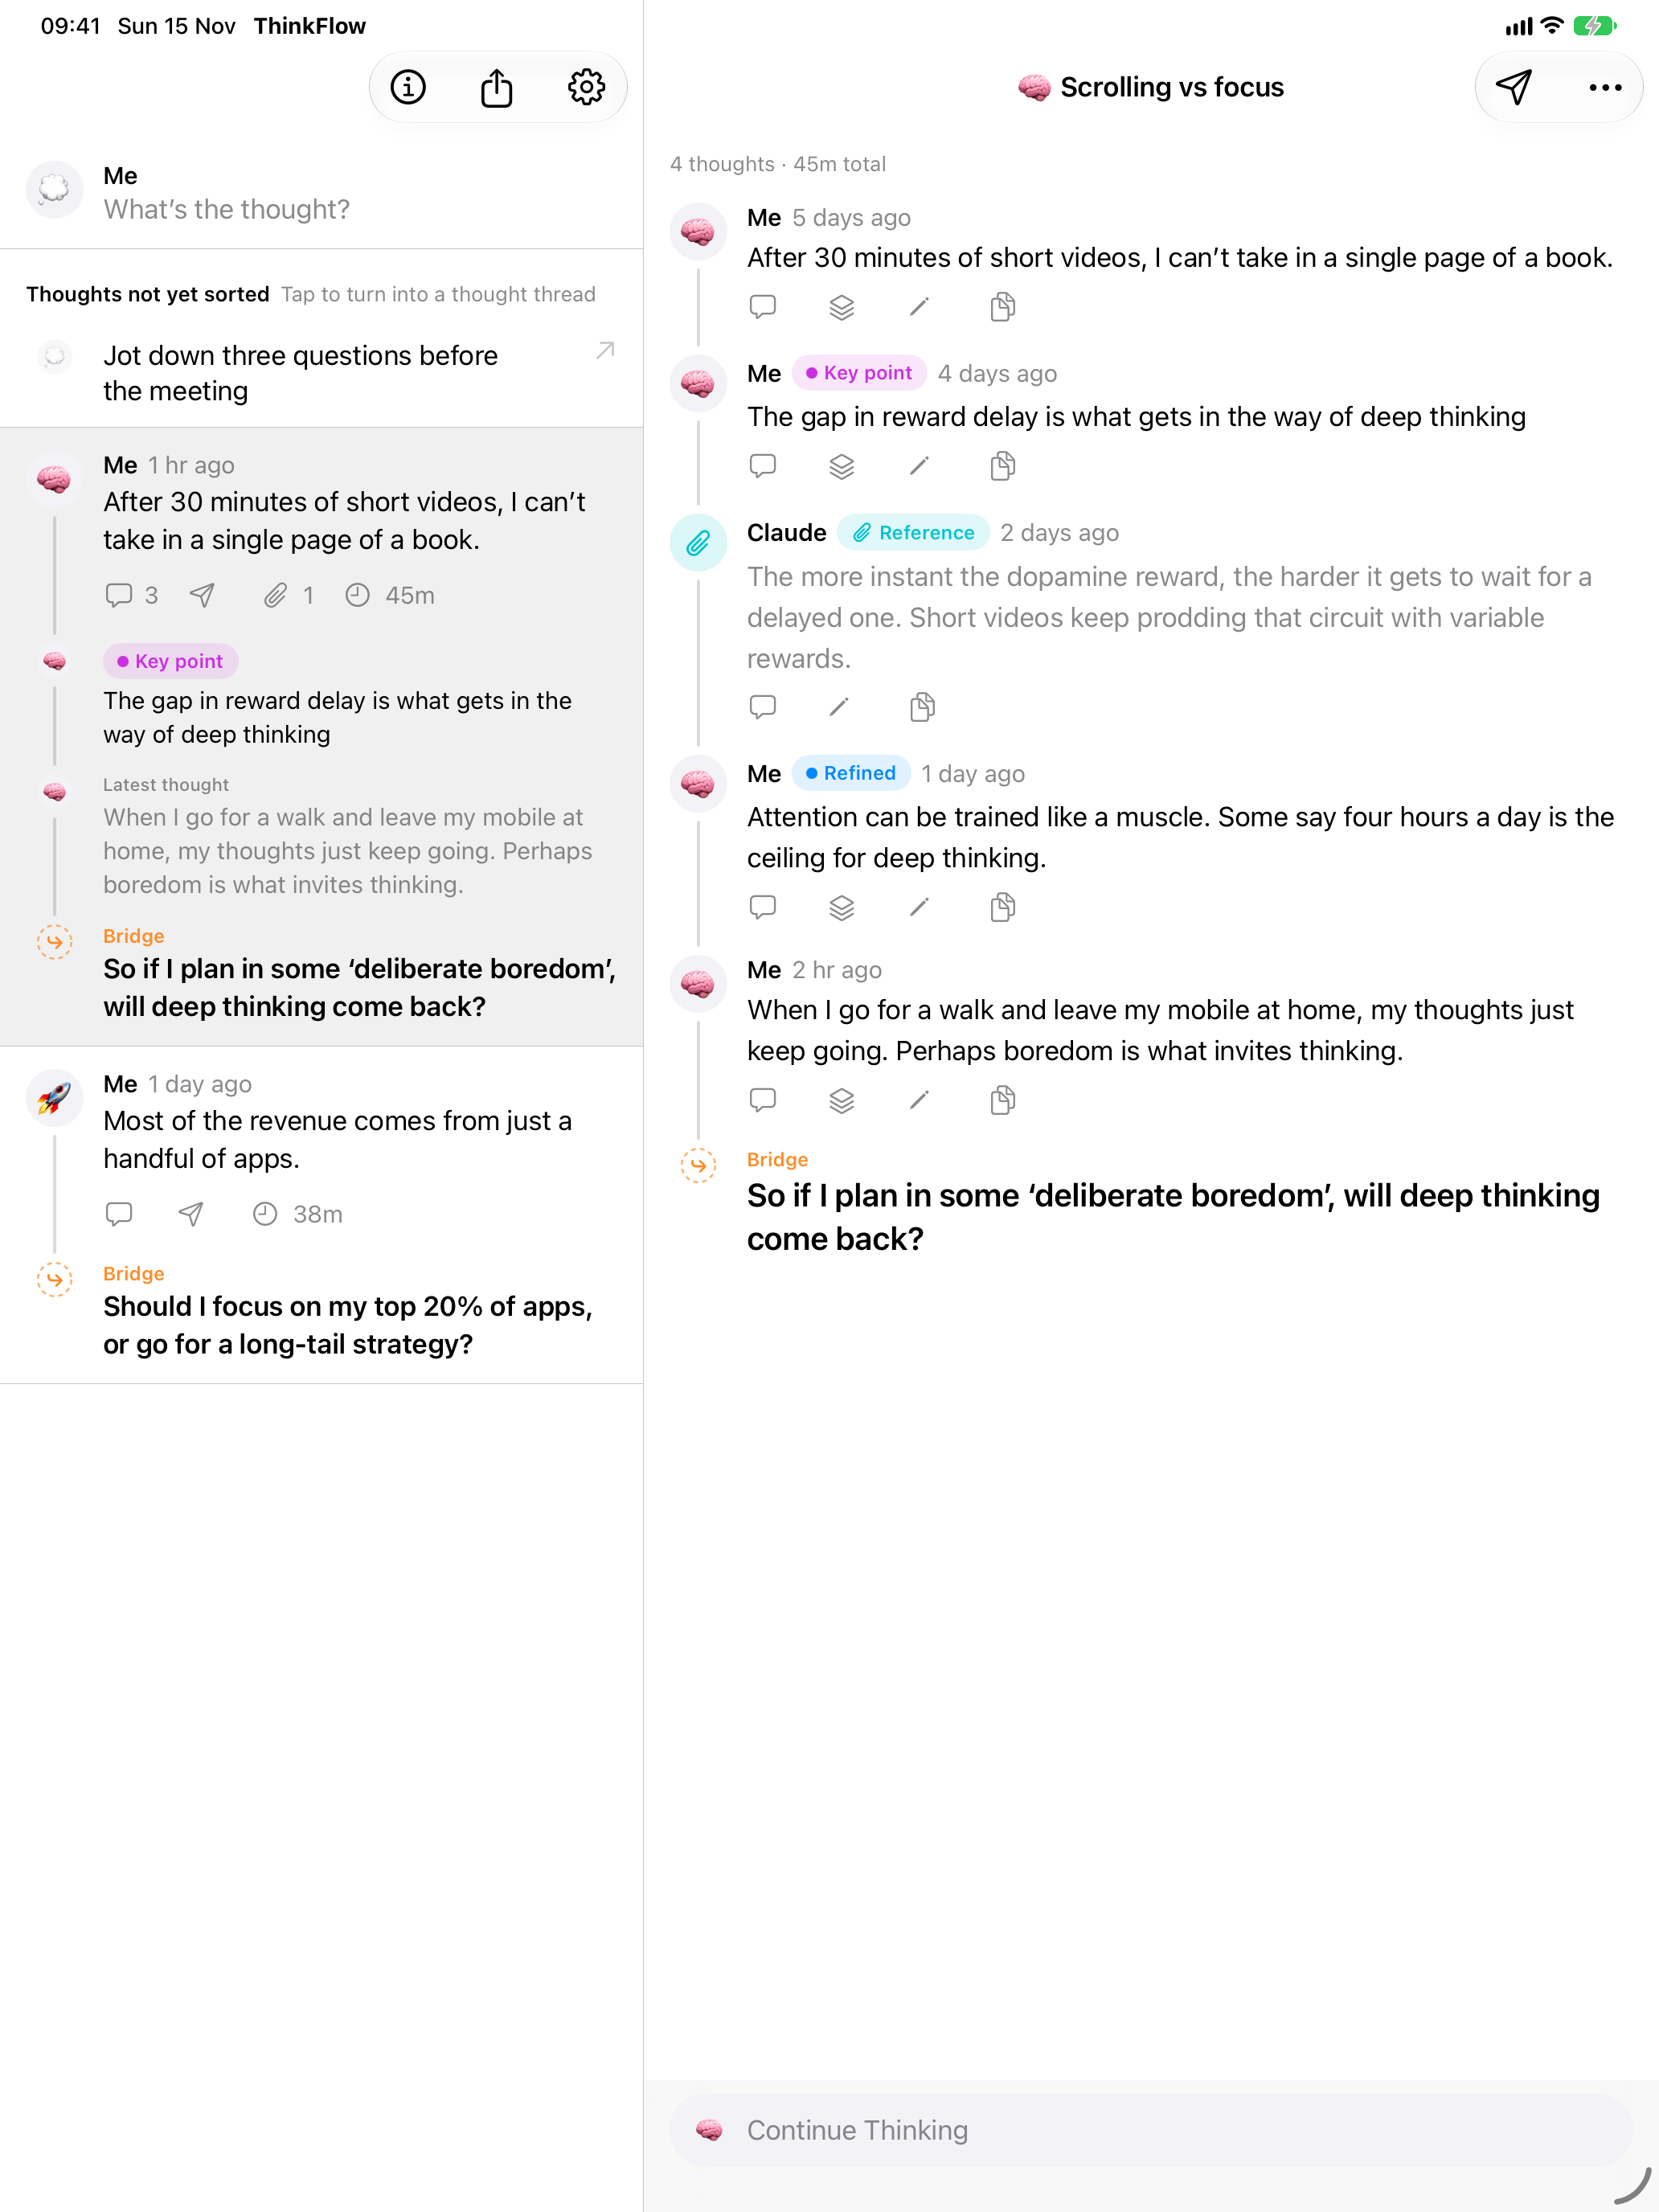 09:41 Sun 15 Nov ThinkFlow
Me
What's the thought?
Thoughts not yet sorted Tap to turn into a thought thread
Jot down three questions before
the meeting
Me 1 hr ago
After 30 minutes of short videos, I can't
take in a single page of a book.
3 1 45m
Key point
The gap in reward delay is what gets in the
way of deep thinking
Latest thought
When I go for a walk and leave my mobile at
home, my thoughts just keep going. Perhaps
boredom is what invites thinking.
Bridge
So if I plan in some ‘deliberate boredom’,
will deep thinking come back?
Me 1 day ago
Most of the revenue comes from just a
handful of apps.
38m
Bridge
Should I focus on my top 20% of apps,
or go for a long-tail strategy?
Scrolling vs focus
4 thoughts · 45m total
Me 5 days ago
After 30 minutes of short videos, I can’t take in a single page of a book.
Me Key point 4 days ago
The gap in reward delay is what gets in the way of deep thinking
Claude Reference 2 days ago
The more instant the dopamine reward, the harder it gets to wait for a
delayed one. Short videos keep prodding that circuit with variable
rewards.
Me Refined 1 day ago
Attention can be trained like a muscle. Some say four hours a day is the
ceiling for deep thinking.
Me 2 hr ago
When I go for a walk and leave my mobile at home, my thoughts just
keep going. Perhaps boredom is what invites thinking.
Bridge
So if I plan in some ‘deliberate boredom’, will deep thinking
come back?
Continue Thinking